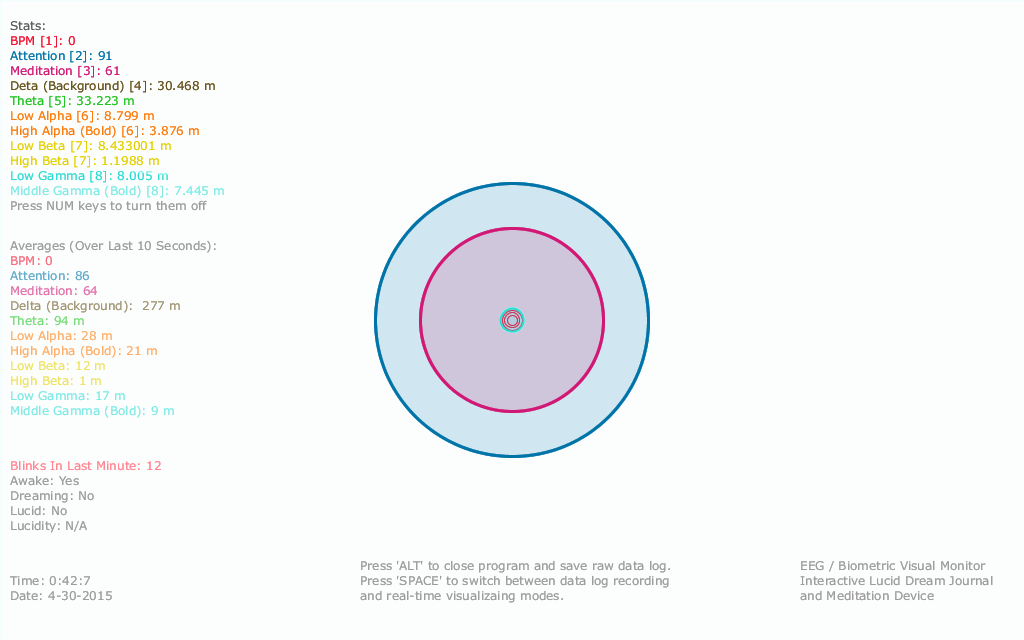 Stats:
BPM [1]: 0
Attention [2]: 91
Meditation [3]: 61
Deta (Background) [4]: 30.468 m
Theta [5]: 33.223 m
Low Alpha [6]: 8.799 m
High Alpha (Bold) [6]: 3.876 m
Low Beta [7]: 8.433001 m
High Beta [7]: 1.1988 m
Low Gamma [8]: 8.005 m
Middle Gamma (Bold) [8]: 7.445 m
Press NUM keys to turn them off
Averages (Over Last 10 Seconds):
BPM: 0
Attention: 86
Meditation: 64
Delta (Background):  277 m
Theta: 94 m
Low Alpha: 28 m
High Alpha (Bold): 21 m
Low Beta: 12 m
High Beta: 1 m
Low Gamma: 17 m
Middle Gamma (Bold): 9 m
Blinks In Last Minute: 12
Awake: Yes
Dreaming: No
Lucid: No
Lucidity: N/A
Time: 0:42:7
Date: 4-30-2015
Press 'ALT' to close program and save raw data log.
Press 'SPACE' to switch between data log recording
and real-time visualizaing modes.
EEG / Biometric Visual Monitor
Interactive Lucid Dream Journal
and Meditation Device